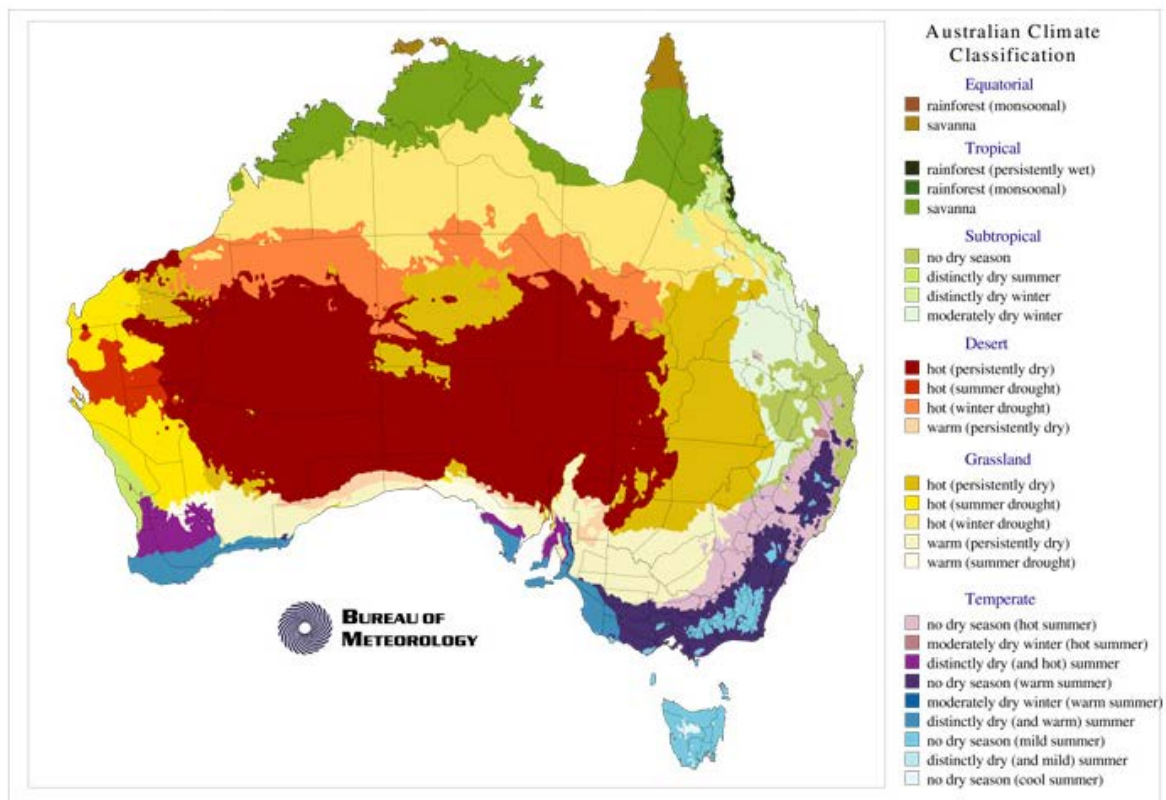 Australian Climate
Classification
Equatorial
rainforest (monsoonal)
savanna
Tropical
rainforest (persistently wet)
rainforest (monsoonal)
savanna
Subtropical
no dry season
distinctly dry summer
distinctly dry winter
moderately dry winter
Desert
hot (persistently dry)
hot (summer drought)
hot (winter drought)
warm (persistently dry)
Grassland
hot (persistently dry)
hot (summer drought)
hot (winter drought)
warm (persistently dry)
warm (summer drought)
Temperate
no dry season (hot summer)
moderately dry winter (hot summer)
distinctly dry (and hot) summer
no dry season (warm summer)
moderately dry winter (warm summer)
distinctly dry (and warm) summer
no dry season (mild summer)
distinctly dry (and mild) summer
no dry season (cool summer)
BUREAU OF
METEOROLOGY